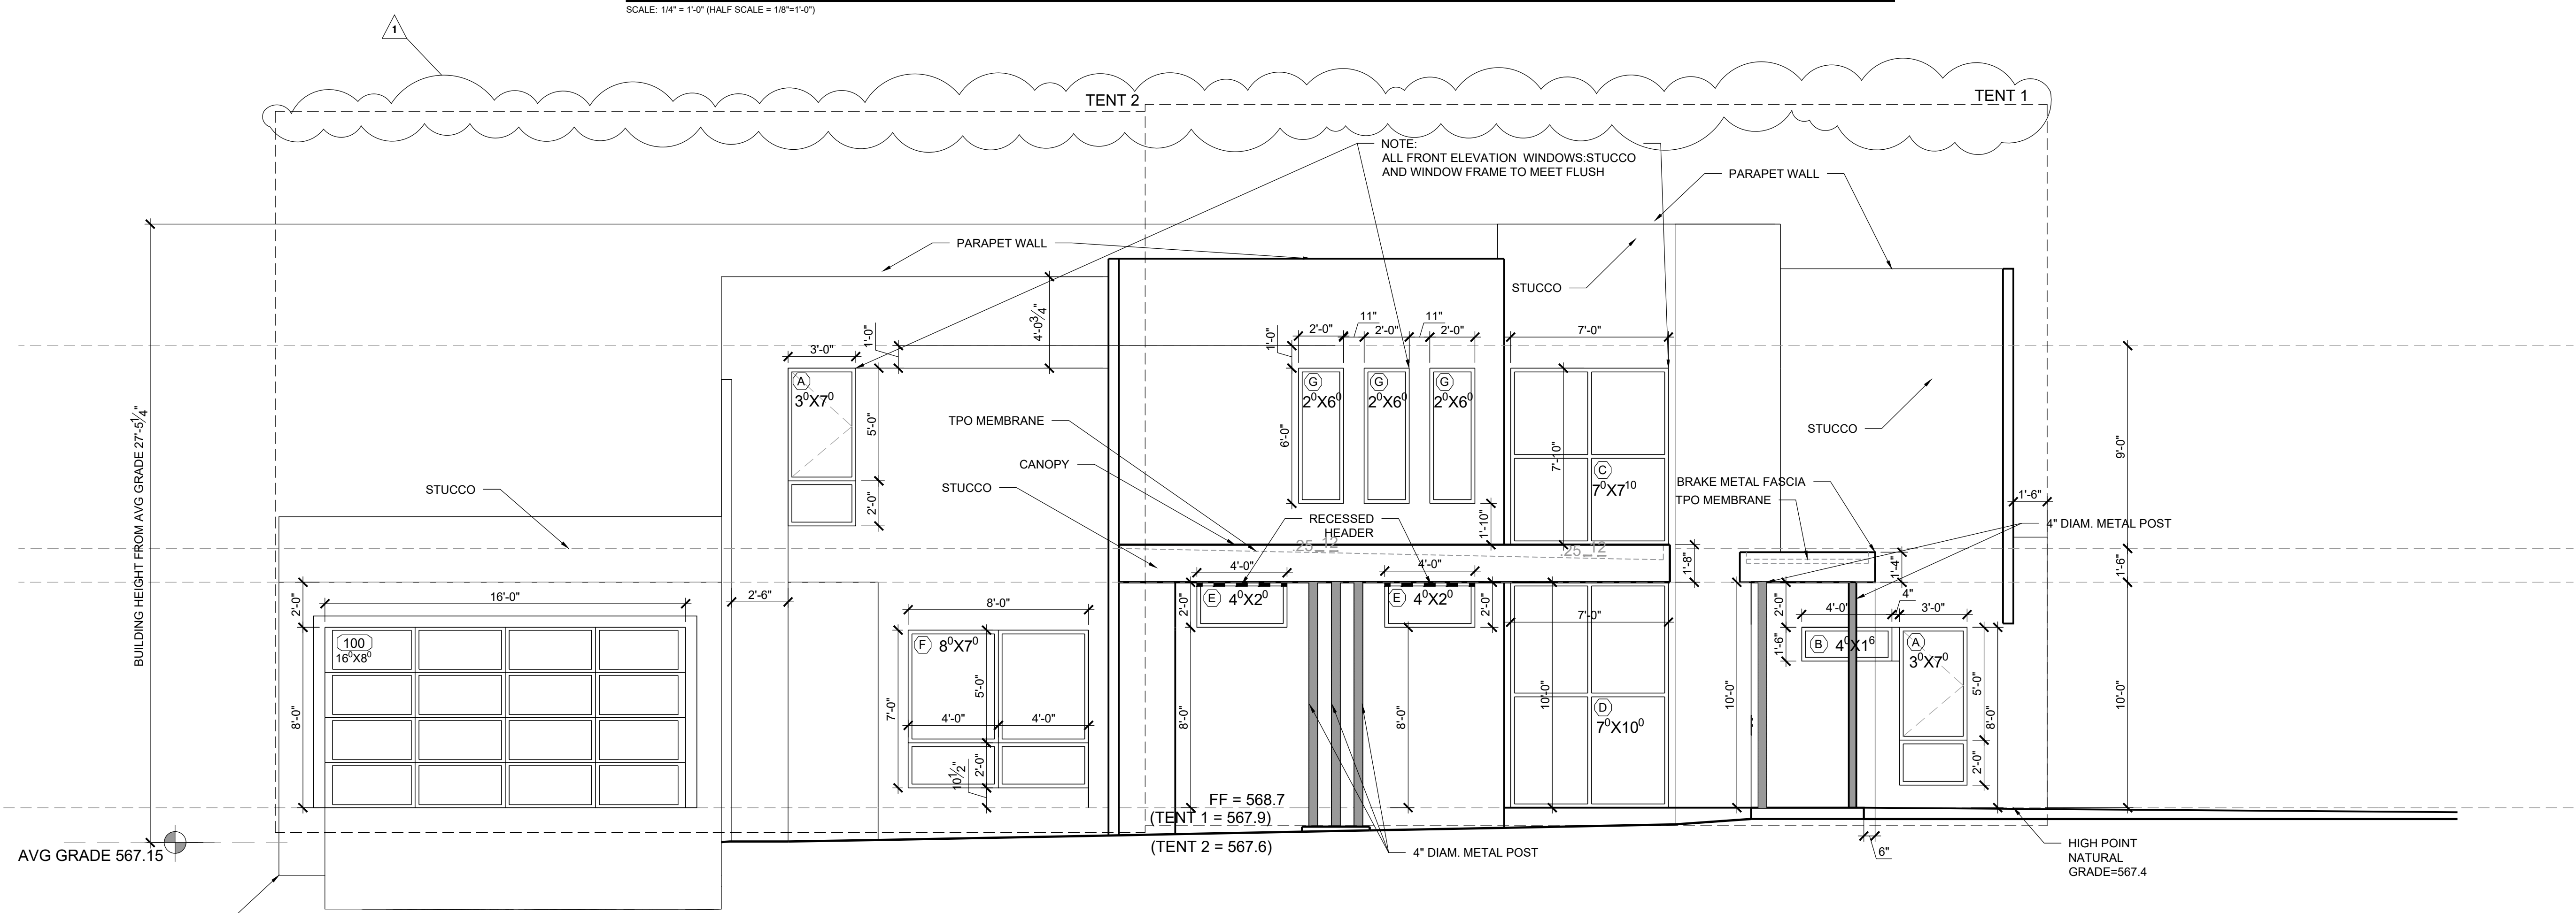 SCALE: 1/4" = 1'-0" (HALF SCALE = 1/8"=1'-0")
1
TENT 2
TENT 1
NOTE:
ALL FRONT ELEVATION WINDOWS:STUCCO
AND WINDOW FRAME TO MEET FLUSH
PARAPET WALL
PARAPET WALL
STUCCO
BUILDING HEIGHT FROM AVG GRADE 27'-5 1/4"
4'-0 3/4"
1'-0"
3'-0"
A
3⁰X7⁰
5'-0"
2'-0"
1'-0"
2'-0"
11"
2'-0"
11"
2'-0"
7'-0"
G
2⁰X6⁰
G
2⁰X6⁰
G
2⁰X6⁰
6'-0"
1'-10"
7'-10"
C
7⁰X7¹⁰
STUCCO
9'-0"
TPO MEMBRANE
CANOPY
STUCCO
STUCCO
RECESSED
HEADER
.25 12
.25 12
BRAKE METAL FASCIA
TPO MEMBRANE
1'-6"
4" DIAM. METAL POST
1'-8"
1'-4"
1'-6"
2'-0"
16'-0"
2'-6"
8'-0"
4'-0"
4'-0"
2'-0"
E
4⁰X2⁰
E
4⁰X2⁰
2'-0"
7'-0"
2'-0"
4'-0"
4"
3'-0"
1'-6"
B
4⁰X1⁶
A
3⁰X7⁰
100
16⁰X8⁰
8'-0"
F
8⁰X7⁰
7'-0"
5'-0"
4'-0"
4'-0"
2'-0"
10 1/2"
8'-0"
8'-0"
10'-0"
D
7⁰X10⁰
10'-0"
5'-0"
8'-0"
2'-0"
10'-0"
FF = 568.7
(TENT 1 = 567.9)
(TENT 2 = 567.6)
4" DIAM. METAL POST
6"
HIGH POINT
NATURAL
GRADE=567.4
AVG GRADE 567.15